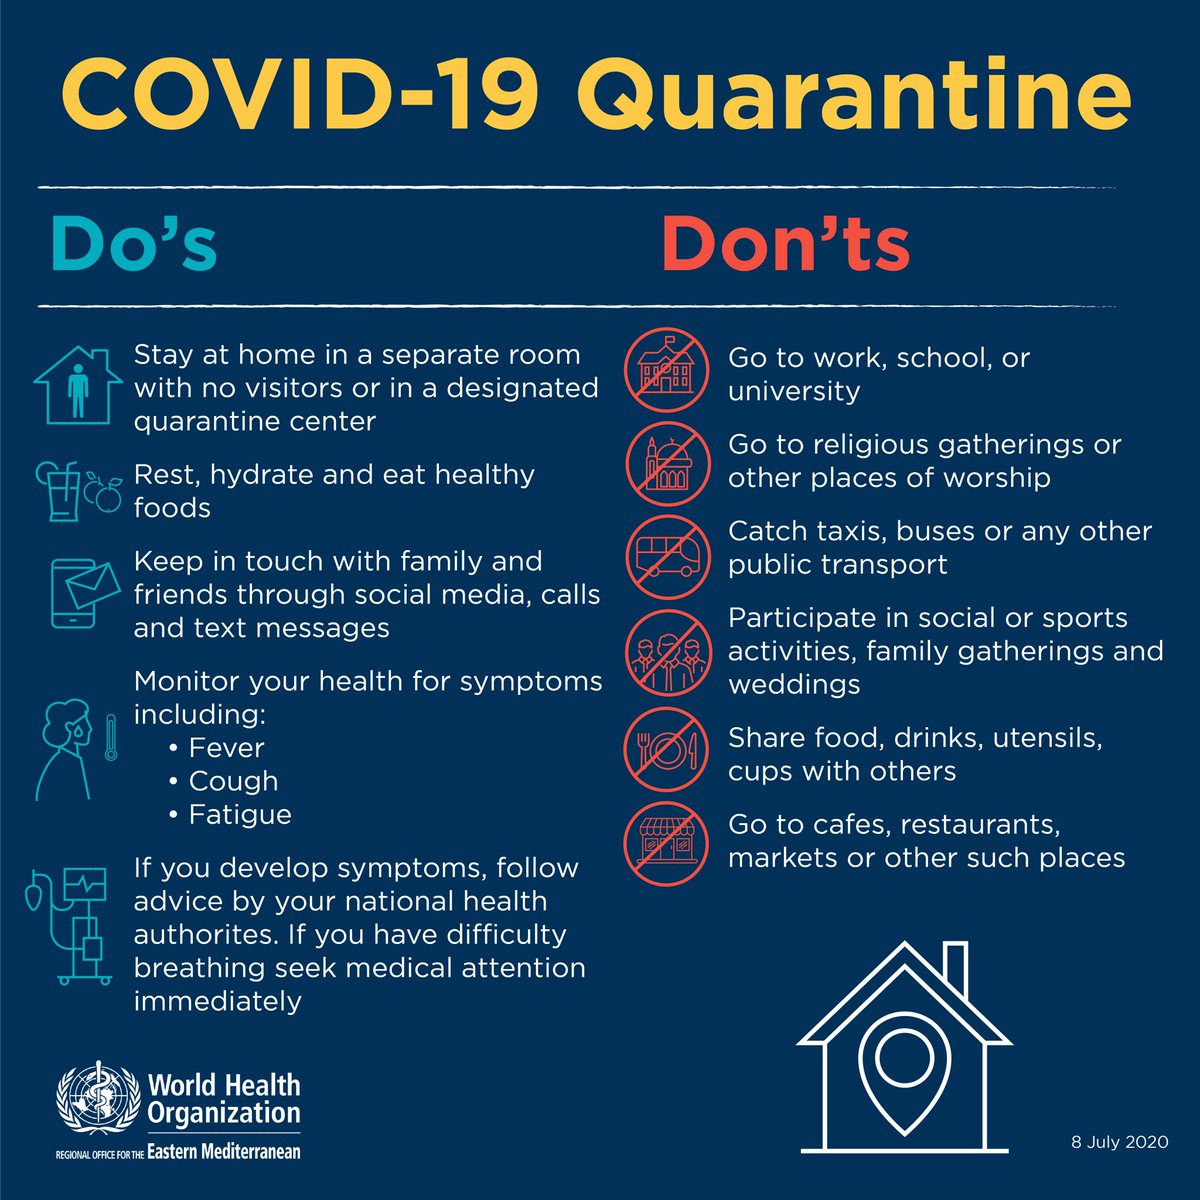 COVID-19 Quarantine
Do’s
Stay at home in a separate room
with no visitors or in a designated
quarantine center
Rest, hydrate and eat healthy
foods
Keep in touch with family and
friends through social media, calls
and text messages
Monitor your health for symptoms
including:
• Fever
• Cough
• Fatigue
If you develop symptoms, follow
advice by your national health
authorites. If you have difficulty
breathing seek medical attention
immediately
Don’ts
Go to work, school, or
university
Go to religious gatherings or
other places of worship
Catch taxis, buses or any other
public transport
Participate in social or sports
activities, family gatherings and
weddings
Share food, drinks, utensils,
cups with others
Go to cafes, restaurants,
markets or other such places
World Health
Organization
REGIONAL OFFICE FOR THE Eastern Mediterranean
8 July 2020